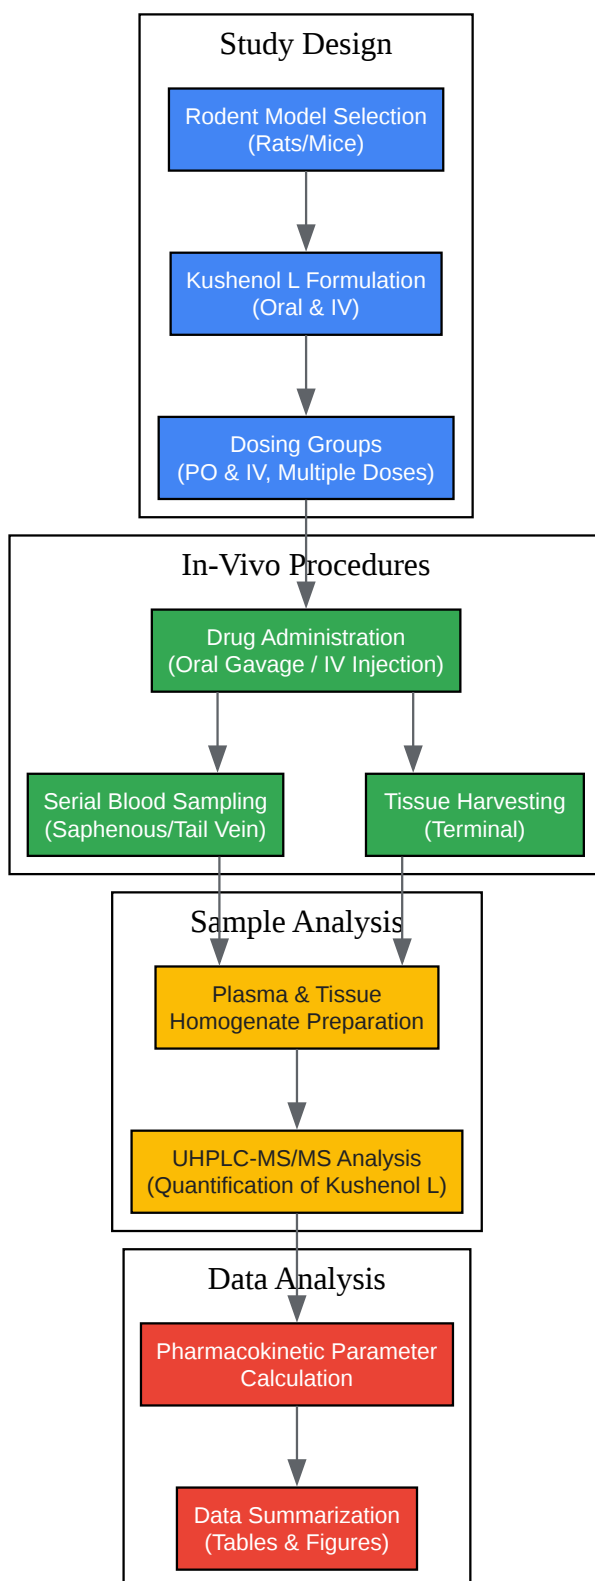 Study Design
Rodent Model Selection
(Rats/Mice)
Kushenol L Formulation
(Oral & IV)
Dosing Groups
(PO & IV, Multiple Doses)
In-Vivo Procedures
Drug Administration
(Oral Gavage / IV Injection)
Serial Blood Sampling
(Saphenous/Tail Vein)
Tissue Harvesting
(Terminal)
Sample Analysis
Plasma & Tissue
Homogenate Preparation
UHPLC-MS/MS Analysis
(Quantification of Kushenol L)
Data Analysis
Pharmacokinetic Parameter
Calculation
Data Summarization
(Tables & Figures)